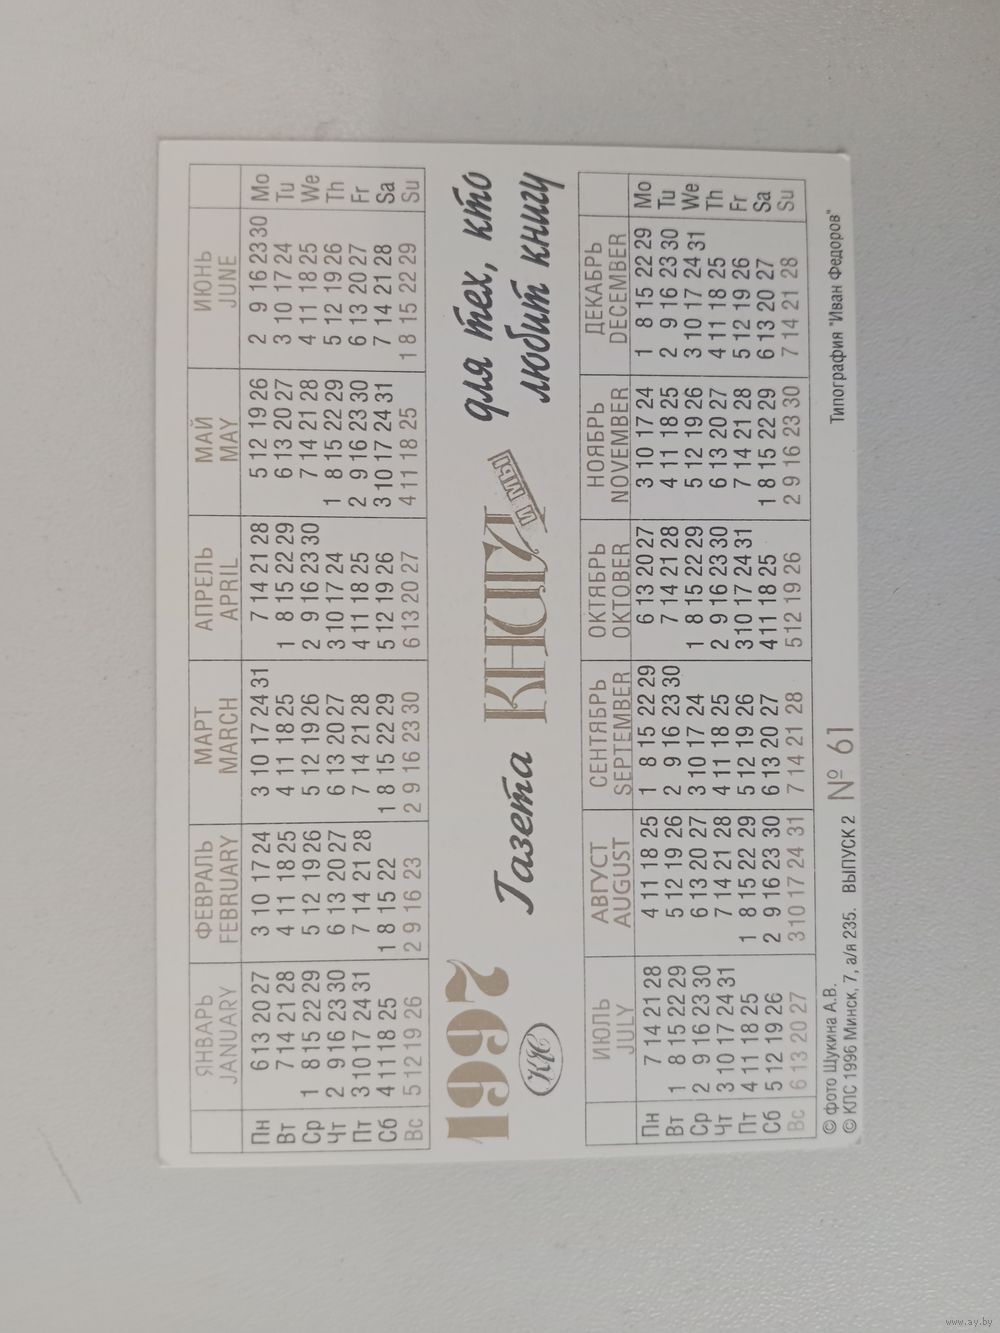 ЯНВАРЬ ФЕВРАЛЬ МАРТ АПРЕЛЬ МАЙ ИЮНЬ
JANUARY FEBRUARY MARCH APRIL MAY JUNE
Пн 6 13 20 27 3 10 17 24 3 10 17 24 31 7 14 21 28 5 12 19 26 2 9 16 23 30 Mo
Вт 7 14 21 28 4 11 18 25 4 11 18 25 1 8 15 22 29 6 13 20 27 3 10 17 24 Tu
Ср 1 8 15 22 29 5 12 19 26 5 12 19 26 2 9 16 23 30 7 14 21 28 4 11 18 25 We
Чт 2 9 16 23 30 6 13 20 27 6 13 20 27 3 10 17 24 1 8 15 22 29 5 12 19 26 Th
Пт 3 10 17 24 31 7 14 21 28 7 14 21 28 4 11 18 25 2 9 16 23 30 6 13 20 27 Fr
Сб 4 11 18 25 1 8 15 22 1 8 15 22 29 5 12 19 26 3 10 17 24 31 7 14 21 28 Sa
Вс 5 12 19 26 2 9 16 23 2 9 16 23 30 6 13 20 27 4 11 18 25 1 8 15 22 29 Su
1997 Газета КНИГИ И МЫ для тех, кто
КЛС любит книгу
ИЮЛЬ АВГУСТ СЕНТЯБРЬ ОКТЯБРЬ НОЯБРЬ ДЕКАБРЬ
JULY AUGUST SEPTEMBER OKTOBER NOVEMBER DECEMBER
Пн 7 14 21 28 4 11 18 25 1 8 15 22 29 6 13 20 27 3 10 17 24 1 8 15 22 29 Mo
Вт 1 8 15 22 29 5 12 19 26 2 9 16 23 30 7 14 21 28 4 11 18 25 2 9 16 23 30 Tu
Ср 2 9 16 23 30 6 13 20 27 3 10 17 24 1 8 15 22 29 5 12 19 26 3 10 17 24 31 We
Чт 3 10 17 24 31 7 14 21 28 4 11 18 25 2 9 16 23 30 6 13 20 27 4 11 18 25 Th
Пт 4 11 18 25 1 8 15 22 29 5 12 19 26 3 10 17 24 31 7 14 21 28 5 12 19 26 Fr
Сб 5 12 19 26 2 9 16 23 30 6 13 20 27 4 11 18 25 1 8 15 22 29 6 13 20 27 Sa
Вс 6 13 20 27 3 10 17 24 31 7 14 21 28 5 12 19 26 2 9 16 23 30 7 14 21 28 Su
© фото Щукина А.В.
© КЛС 1996 Минск, 7, а/я 235. ВЫПУСК 2 № 61 Типография "Иван Федоров"
www.ay.by